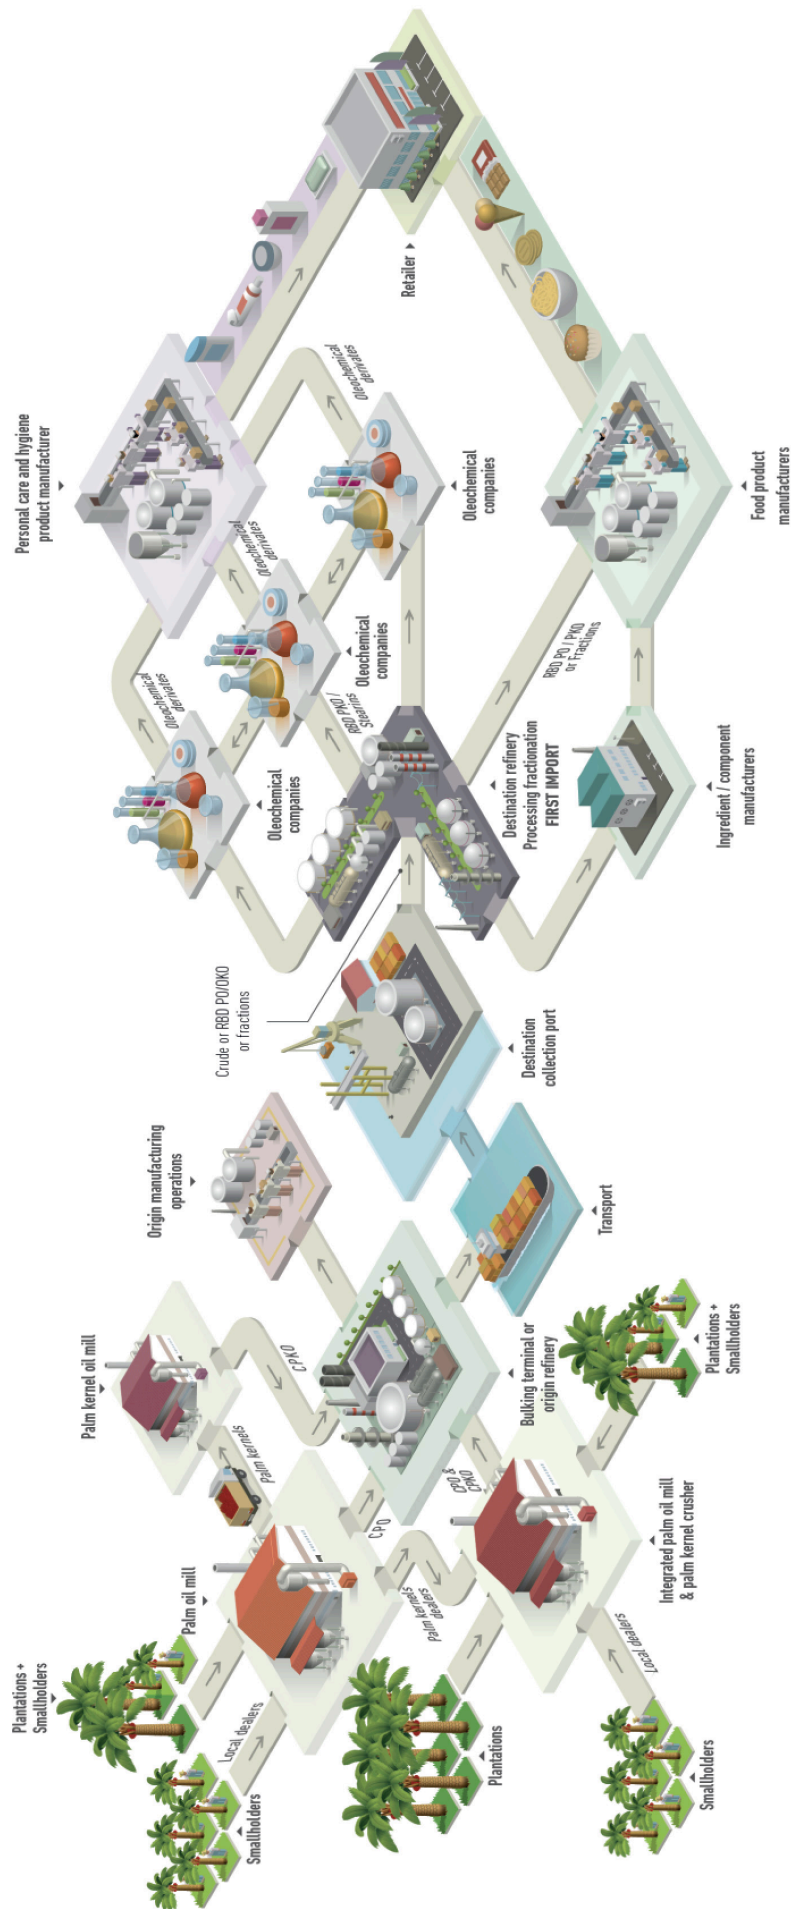 Plantations +
Smallholders
Local dealers
Smallholders
Palm oil mill
Palm kernels
Palm kernel oil mill
CPKO
CPO
Palm kernels
Palm dealers
Plantations
Local dealers
Smallholders
Integrated palm oil mill
& palm kernel crusher
CPO &
CPKO
Plantations +
Smallholders
Bulking terminal or
origin refinery
Origin manufacturing
operations
Transport
Destination
collection port
Crude or RBD PO/OKO
or fractions
Destination refinery
Processing fractionation
FIRST IMPORT
RBD PKO /
Stearins
Oleochemical
companies
Oleochemical
derivates
Oleochemical
companies
Oleochemical
derivates
Oleochemical
companies
Oleochemical
derivates
Personal care and hygiene
product manufacturer
Ingredient / component
manufacturers
RBD PO / PKO
or Fractions
Food product
manufacturers
Retailer